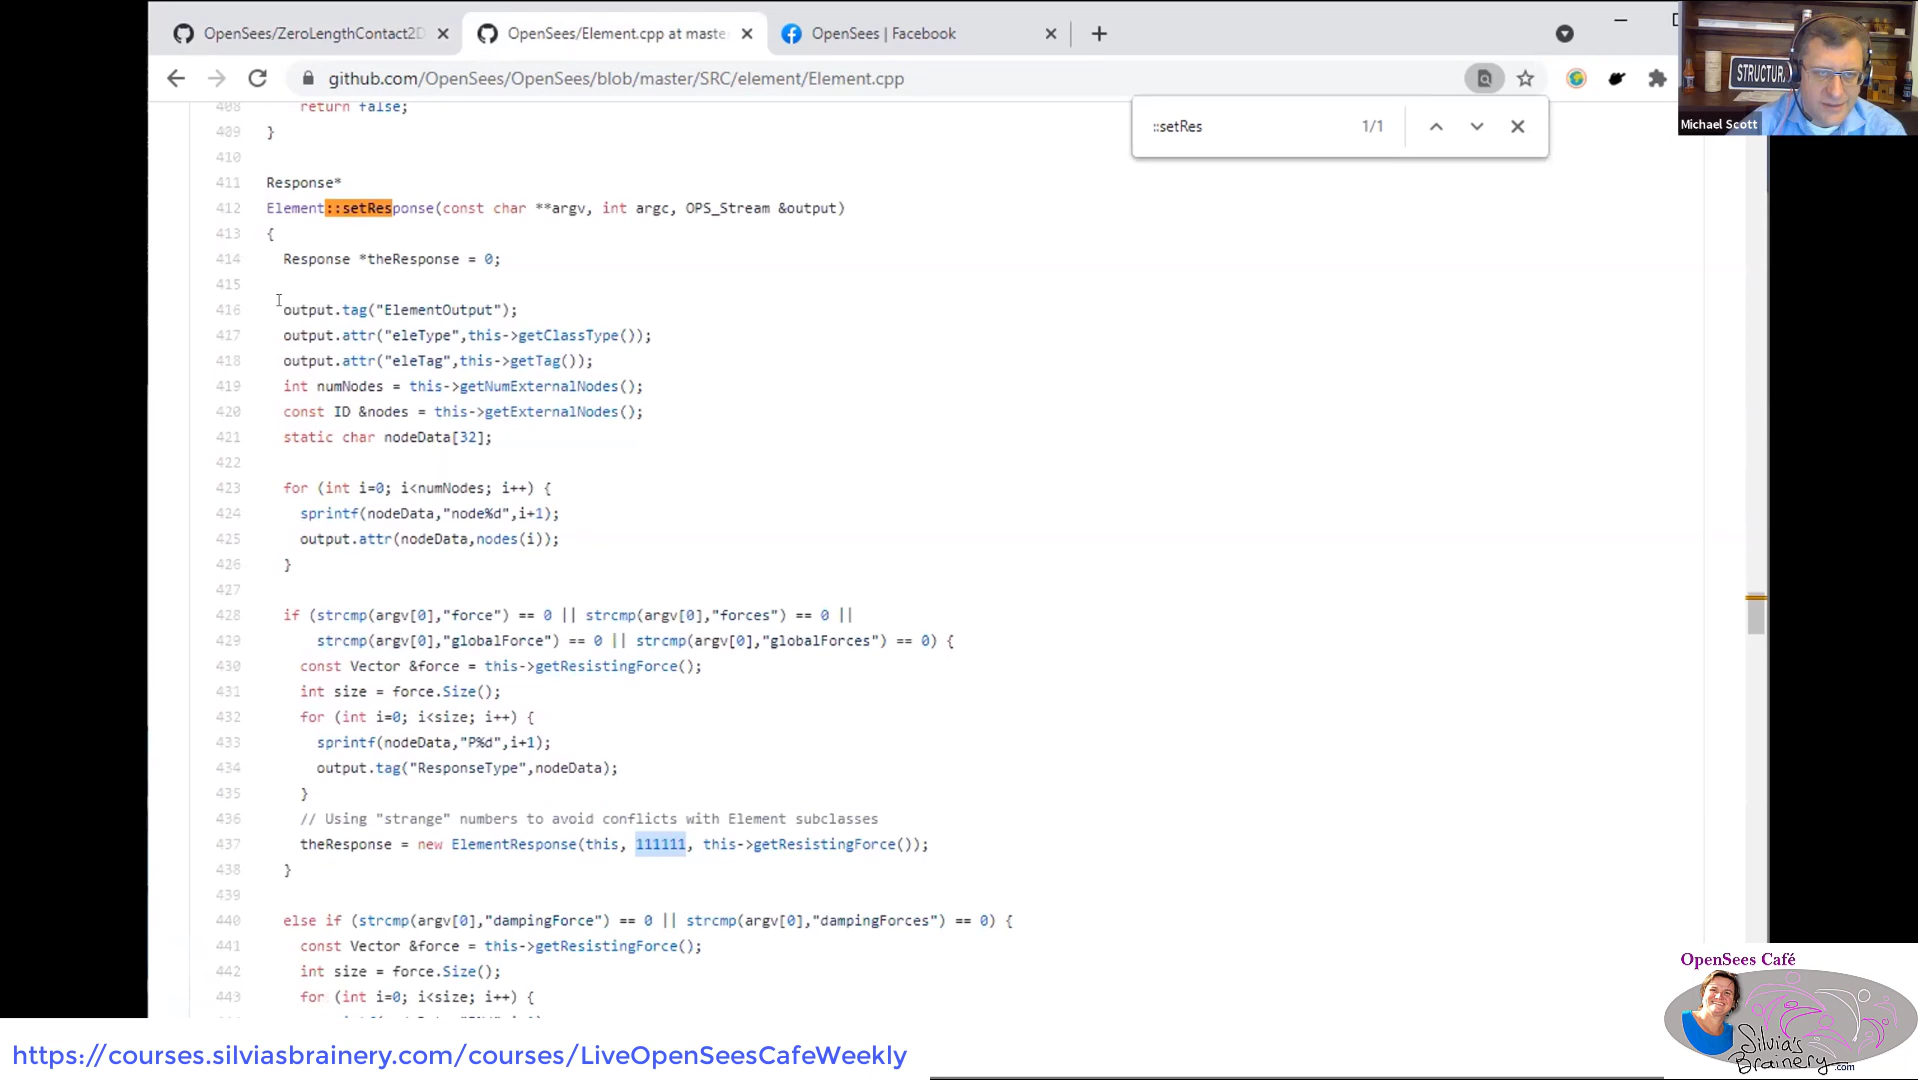 OpenSees/ZeroLengthContact2D
OpenSees/Element.cpp at maste
OpenSees | Facebook
github.com/OpenSees/OpenSees/blob/master/SRC/element/Element.cpp
::setRes 1/1
STRUCTUR
Michael Scott
408 return false;
409 }
410
411 Response*
412 Element::setResponse(const char **argv, int argc, OPS_Stream &output)
413 {
414 Response *theResponse = 0;
415
416 output.tag("ElementOutput");
417 output.attr("eleType",this->getClassType());
418 output.attr("eleTag",this->getTag());
419 int numNodes = this->getNumExternalNodes();
420 const ID &nodes = this->getExternalNodes();
421 static char nodeData[32];
422
423 for (int i=0; i<numNodes; i++) {
424 sprintf(nodeData,"node%d",i+1);
425 output.attr(nodeData,nodes(i));
426 }
427
428 if (strcmp(argv[0],"force") == 0 || strcmp(argv[0],"forces") == 0 ||
429 strcmp(argv[0],"globalForce") == 0 || strcmp(argv[0],"globalForces") == 0) {
430 const Vector &force = this->getResistingForce();
431 int size = force.Size();
432 for (int i=0; i<size; i++) {
433 sprintf(nodeData,"P%d",i+1);
434 output.tag("ResponseType",nodeData);
435 }
436 // Using "strange" numbers to avoid conflicts with Element subclasses
437 theResponse = new ElementResponse(this, 111111, this->getResistingForce());
438 }
439
440 else if (strcmp(argv[0],"dampingForce") == 0 || strcmp(argv[0],"dampingForces") == 0) {
441 const Vector &force = this->getResistingForce();
442 int size = force.Size();
443 for (int i=0; i<size; i++) {
OpenSees Café
Silvia's
Brainery.com
https://courses.silviasbrainery.com/courses/LiveOpenSeesCafeWeekly